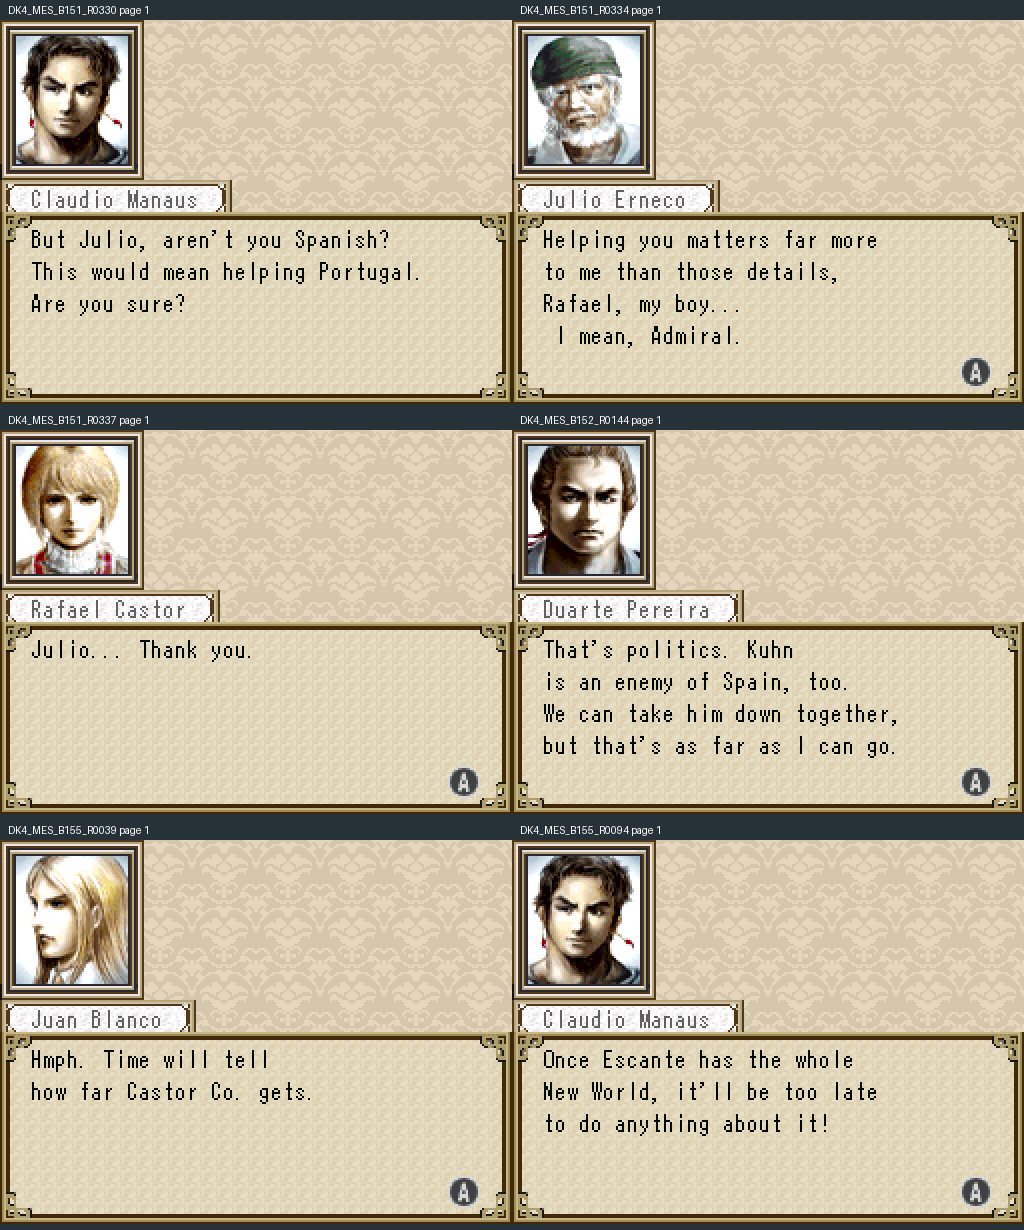 DK4_MES_B151_R0330 page 1
Claudio Manaus
But Julio, aren't you Spanish?
This would mean helping Portugal.
Are you sure?
DK4_MES_B151_R0334 page 1
Julio Erneco
Helping you matters far more
to me than those details,
Rafael, my boy...
I mean, Admiral.
A
DK4_MES_B151_R0337 page 1
Rafael Castor
Julio... Thank you.
A
DK4_MES_B152_R0144 page 1
Duarte Pereira
That's politics. Kuhn
is an enemy of Spain, too.
We can take him down together,
but that's as far as I can go.
A
DK4_MES_B155_R0039 page 1
Juan Blanco
Hmph. Time will tell
how far Castor Co. gets.
A
DK4_MES_B155_R0094 page 1
Claudio Manaus
Once Escante has the whole
New World, it'll be too late
to do anything about it!
A